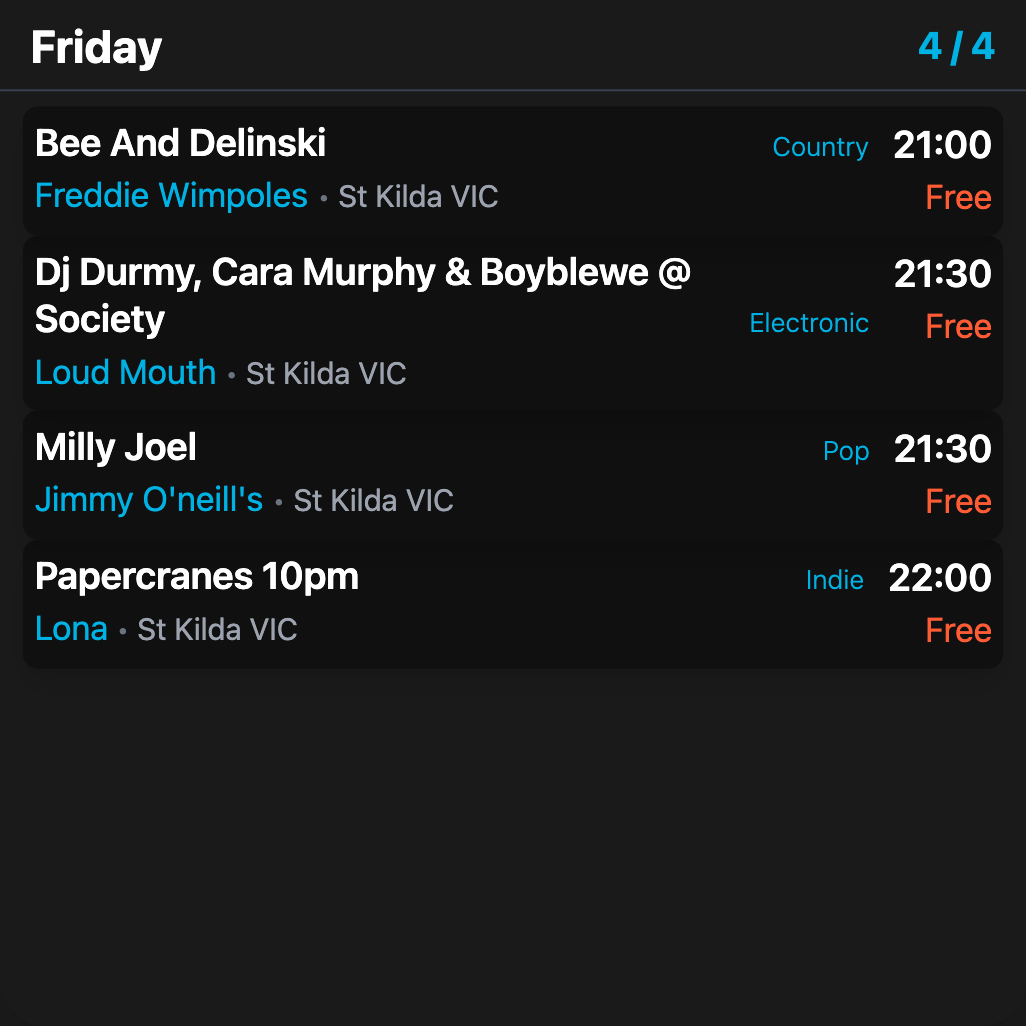 Friday 4 / 4
Bee And Delinski Country 21:00
Freddie Wimpoles • St Kilda VIC Free
Dj Durmy, Cara Murphy & Boyblewe @ 21:30
Society Electronic Free
Loud Mouth • St Kilda VIC
Milly Joel Pop 21:30
Jimmy O'neill's • St Kilda VIC Free
Papercranes 10pm Indie 22:00
Lona • St Kilda VIC Free